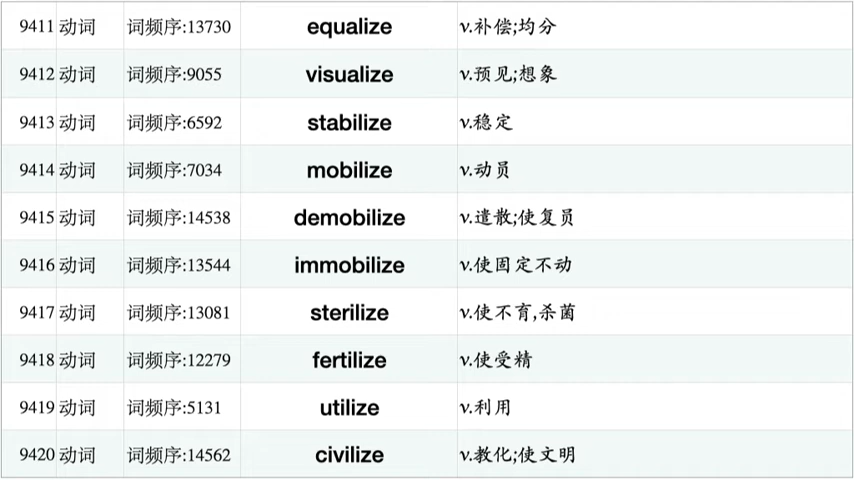 9411 动词 词频序:13730 equalize v.补偿;均分
9412 动词 词频序:9055 visualize v.预见;想象
9413 动词 词频序:6592 stabilize v.稳定
9414 动词 词频序:7034 mobilize v.动员
9415 动词 词频序:14538 demobilize v.遣散;使复员
9416 动词 词频序:13544 immobilize v.使固定不动
9417 动词 词频序:13081 sterilize v.使不育,杀菌
9418 动词 词频序:12279 fertilize v.使受精
9419 动词 词频序:5131 utilize v.利用
9420 动词 词频序:14562 civilize v.教化;使文明